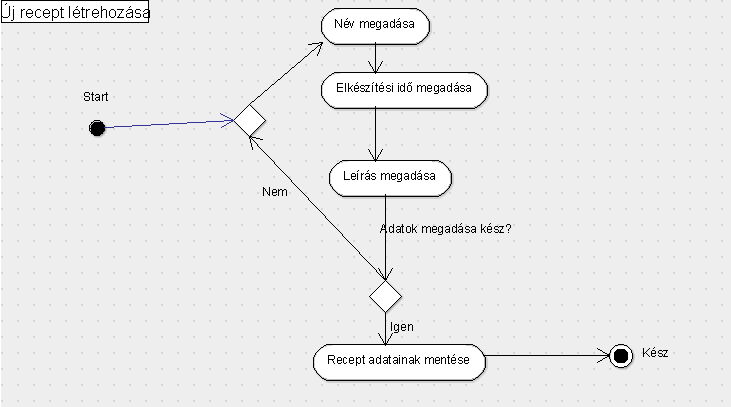 Új recept létrehozása
Név megadása
Elkészítési idő megadása
Start
Leírás megadása
Nem
Adatok megadása kész?
Igen
Recept adatainak mentése
Kész